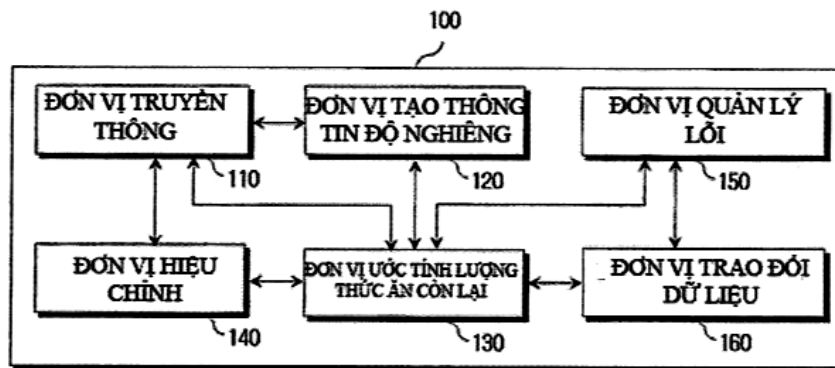 100
ĐƠN VỊ TRUYỀN
THÔNG
110
ĐƠN VỊ TẠO THÔNG
TIN ĐỘ NGHIÊNG
120
ĐƠN VỊ QUẢN LÝ
LỖI
150
ĐƠN VỊ HIỆU
CHỈNH
140
ĐƠN VỊ ƯỚC TÍNH LƯỢNG
THỨC ĂN CÒN LẠI
130
ĐƠN VỊ TRAO ĐỔI
DỮ LIỆU
160